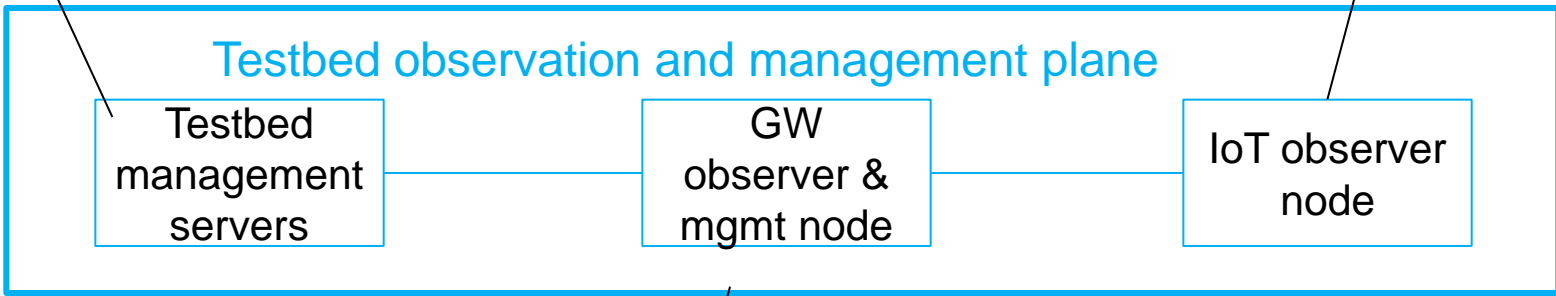 Testbed observation and management plane
Testbed
management
servers
GW
observer &
mgmt node
IoT observer
node